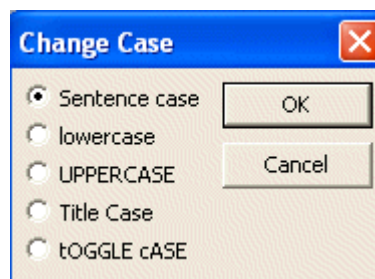 Change Case
Sentence case
OK
lowercase
UPPERCASE
Cancel
Title Case
tOGGLE cASE